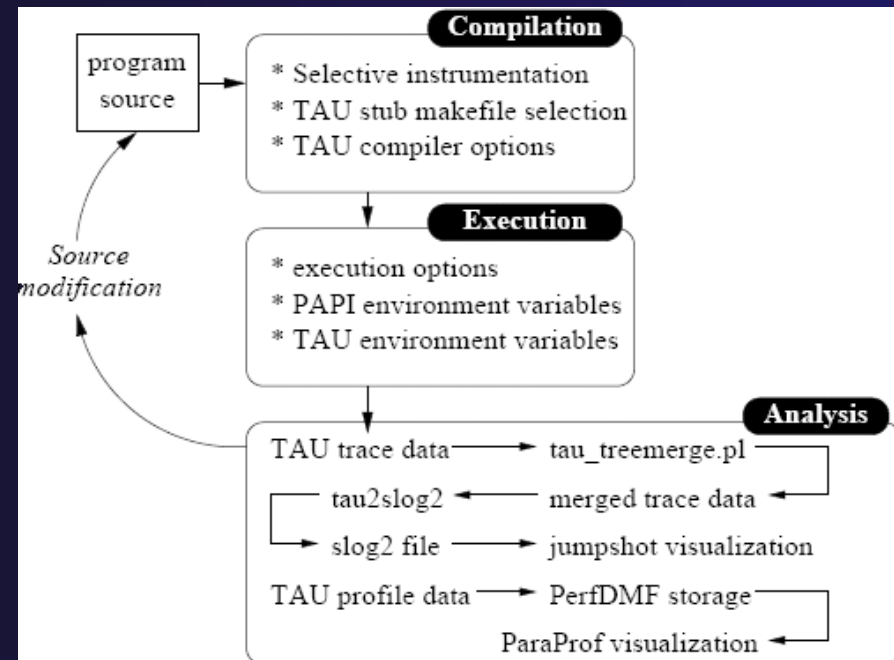 Compilation
program
source
* Selective instrumentation
* TAU stub makefile selection
* TAU compiler options
Execution
* execution options
* PAPI environment variables
* TAU environment variables
Source
modification
Analysis
TAU trace data tau_treemerge.pl
tau2slog2 merged trace data
slog2 file jumpshot visualization
TAU profile data PerfDMF storage
ParaProf visualization